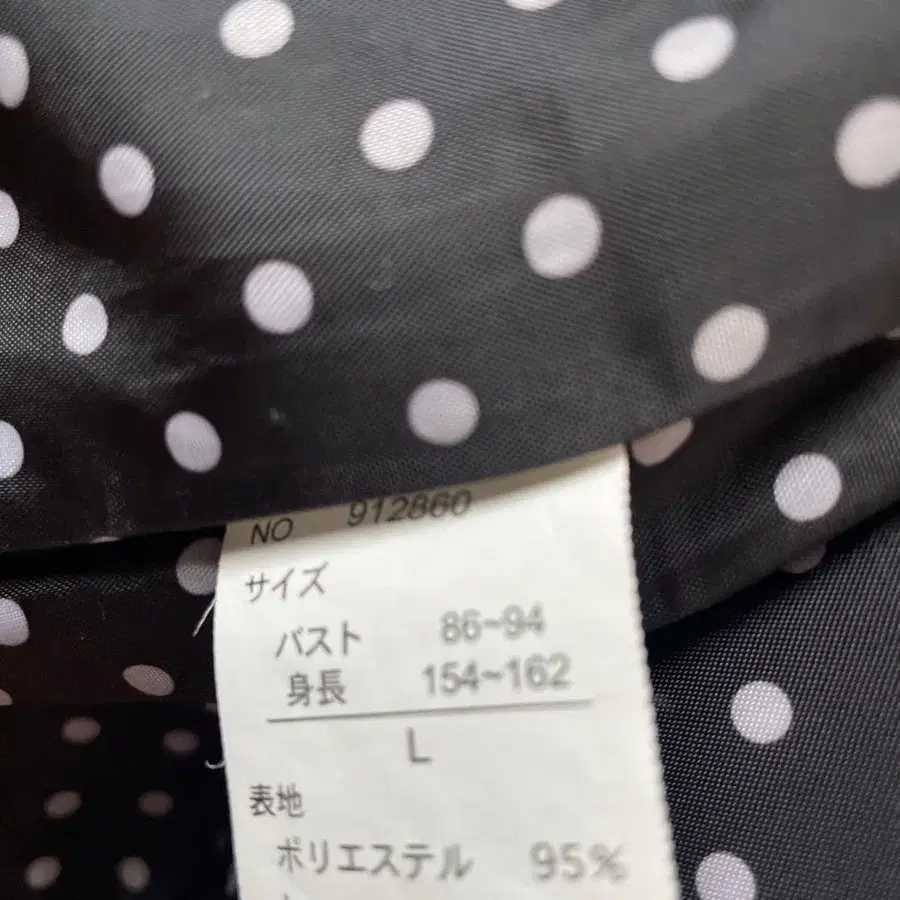 NO 912860
サイズ
バスト 86~94
身長 154~162
L
表地
ポリエステル 95%